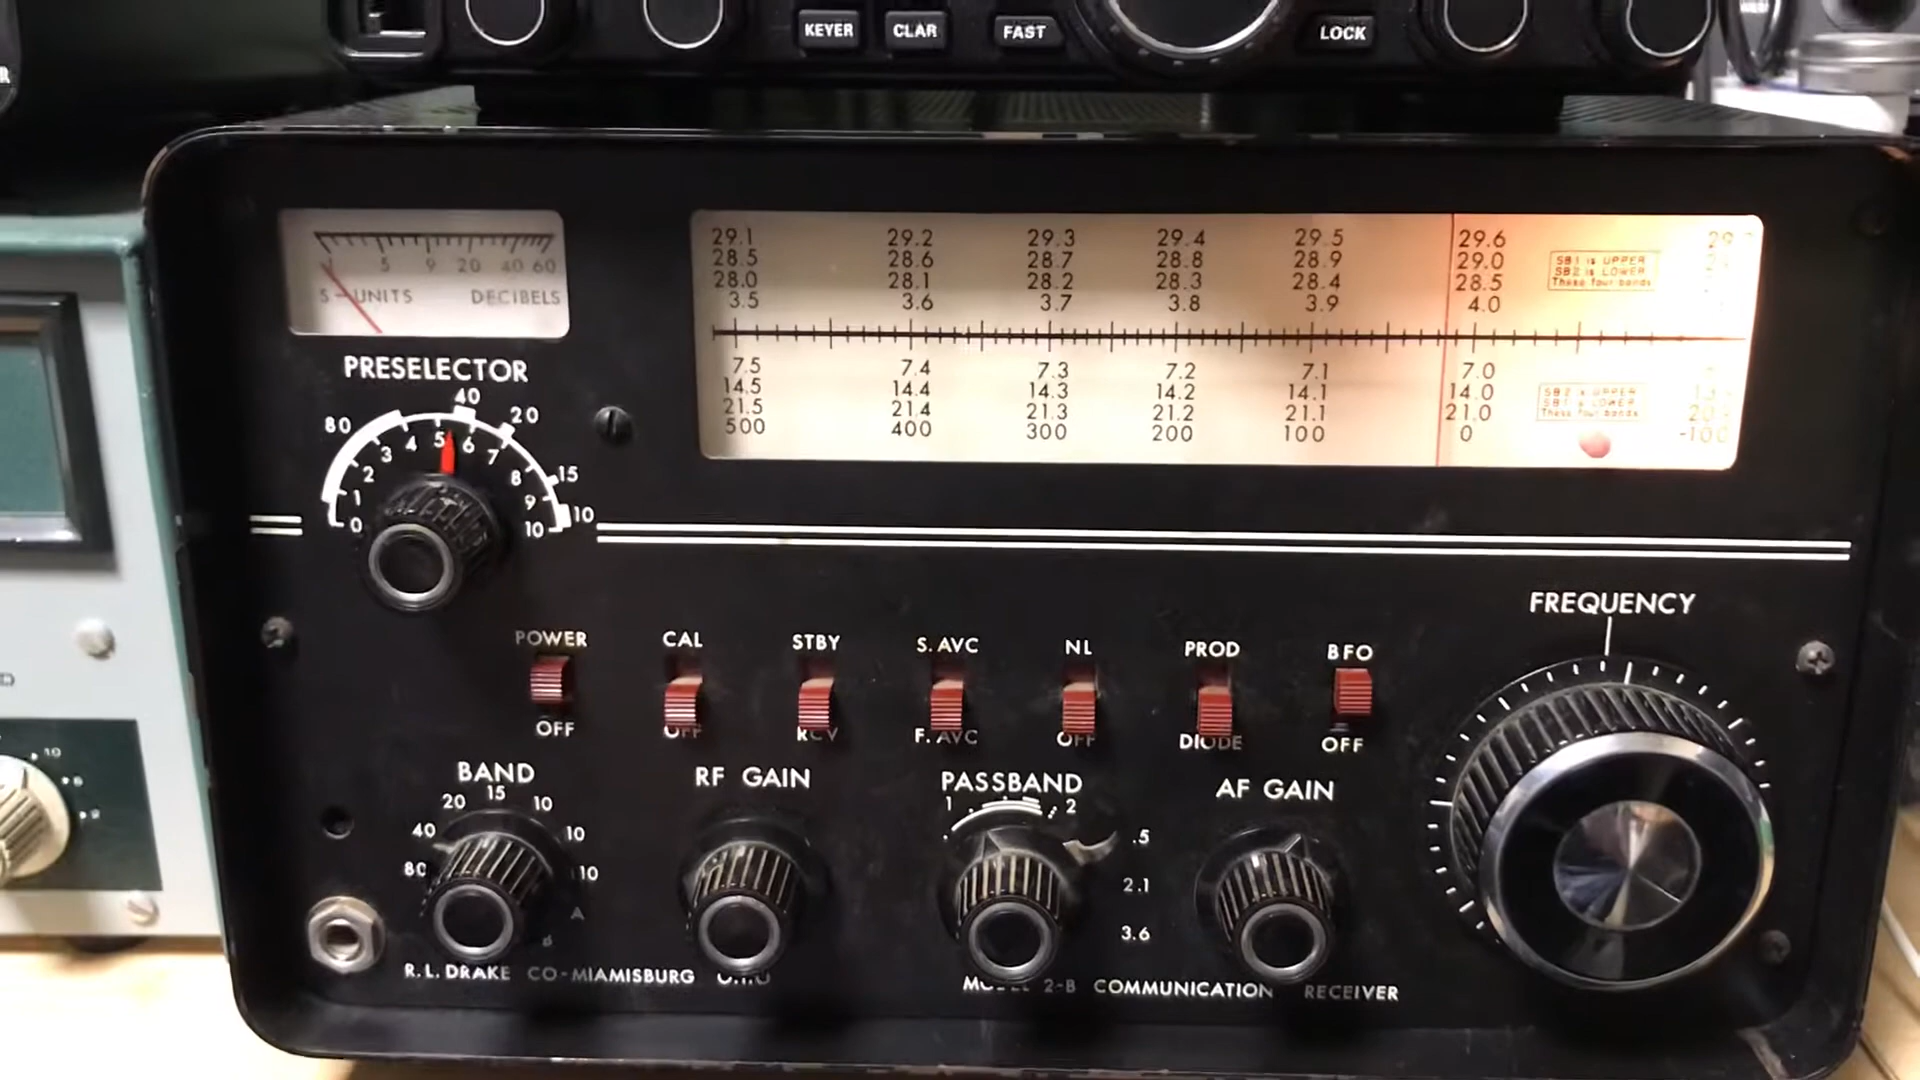 KEYER CLAR FAST LOCK
1 5 9 20 40 60
S-UNITS DECIBELS
29.1 29.2 29.3 29.4 29.5 29.6
28.5 28.6 28.7 28.8 28.9 29.0
28.0 28.1 28.2 28.3 28.4 28.5
3.5 3.6 3.7 3.8 3.9 4.0
SB1 is UPPER
SB2 is LOWER
These four bands
7.5 7.4 7.3 7.2 7.1 7.0
14.5 14.4 14.3 14.2 14.1 14.0
21.5 21.4 21.3 21.2 21.1 21.0
500 400 300 200 100 0 -100
SB2 is UPPER
SB1 is LOWER
These four bands
PRESELECTOR
80 40 20 15 10
0 1 2 3 4 5 6 7 8 9 10
FREQUENCY
POWER CAL STBY S. AVC NL PROD BFO
OFF OFF RCV F. AVC OFF DIODE OFF
BAND RF GAIN PASSBAND AF GAIN
80 40 20 15 10 10 10 A B
1 2
.5
2.1
3.6
R. L. DRAKE CO-MIAMISBURG 2-B COMMUNICATION RECEIVER